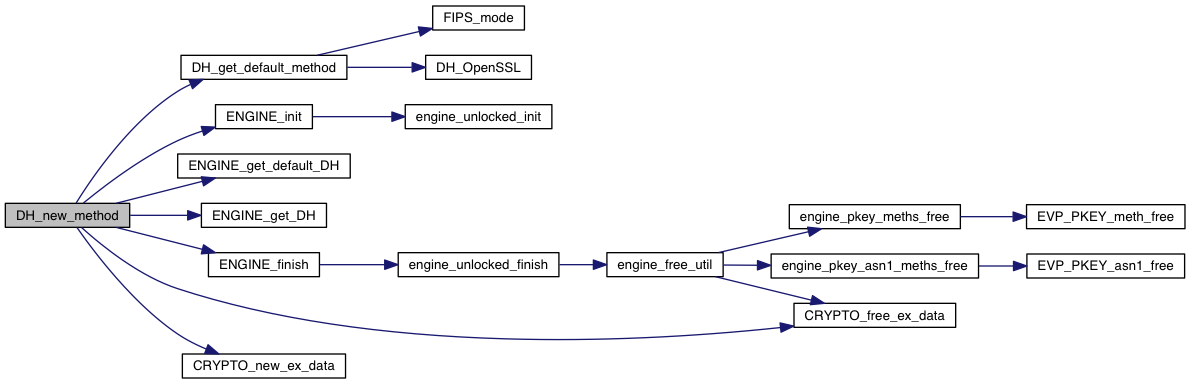 FIPS_mode
DH_get_default_method
DH_OpenSSL
ENGINE_init
engine_unlocked_init
ENGINE_get_default_DH
DH_new_method
ENGINE_get_DH
engine_pkey_meths_free
EVP_PKEY_meth_free
ENGINE_finish
engine_unlocked_finish
engine_free_util
engine_pkey_asn1_meths_free
EVP_PKEY_asn1_free
CRYPTO_free_ex_data
CRYPTO_new_ex_data